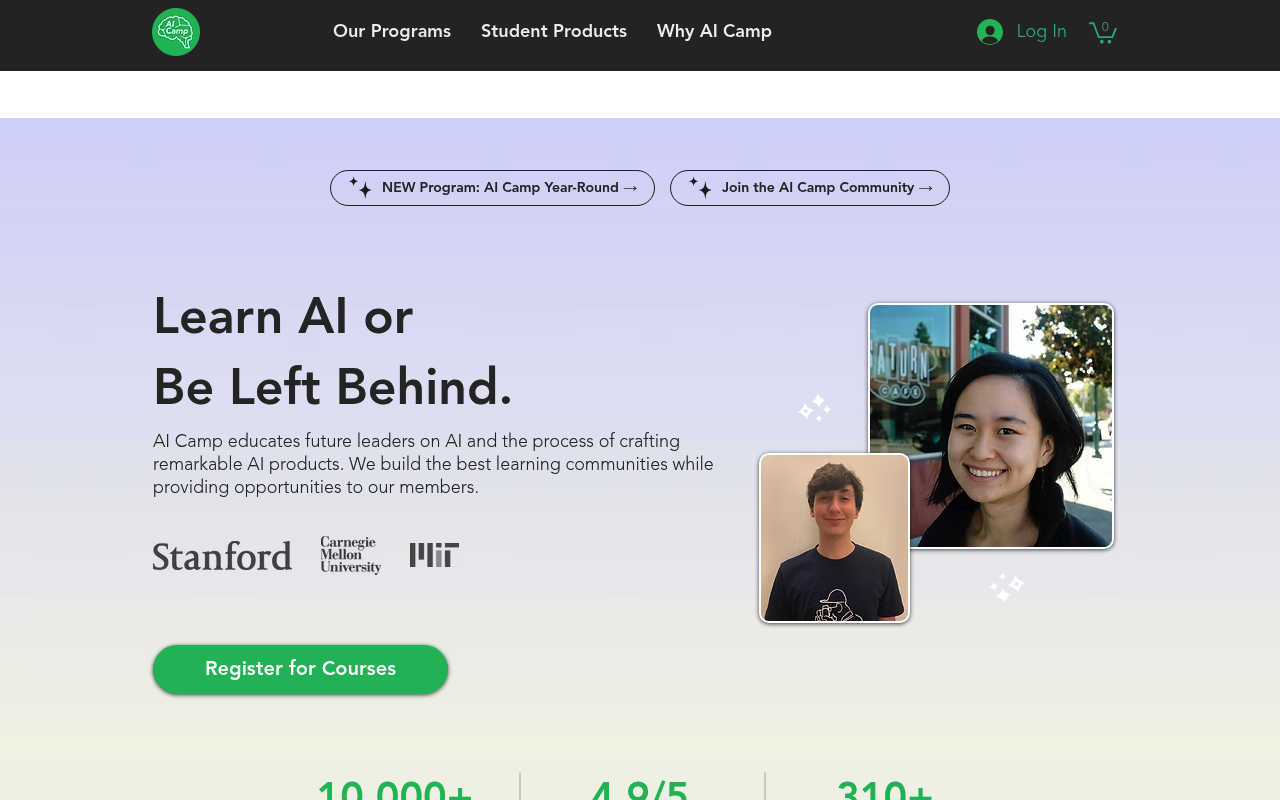 AI Camp
Our Programs
Student Products
Why AI Camp
Log In
0
NEW Program: AI Camp Year-Round →
Join the AI Camp Community →
Learn AI or
Be Left Behind.
AI Camp educates future leaders on AI and the process of crafting
remarkable AI products. We build the best learning communities while
providing opportunities to our members.
SATURN
CAFE
Stanford
Carnegie
Mellon
University
MIT
Register for Courses
10,000+
4.9/5
310+